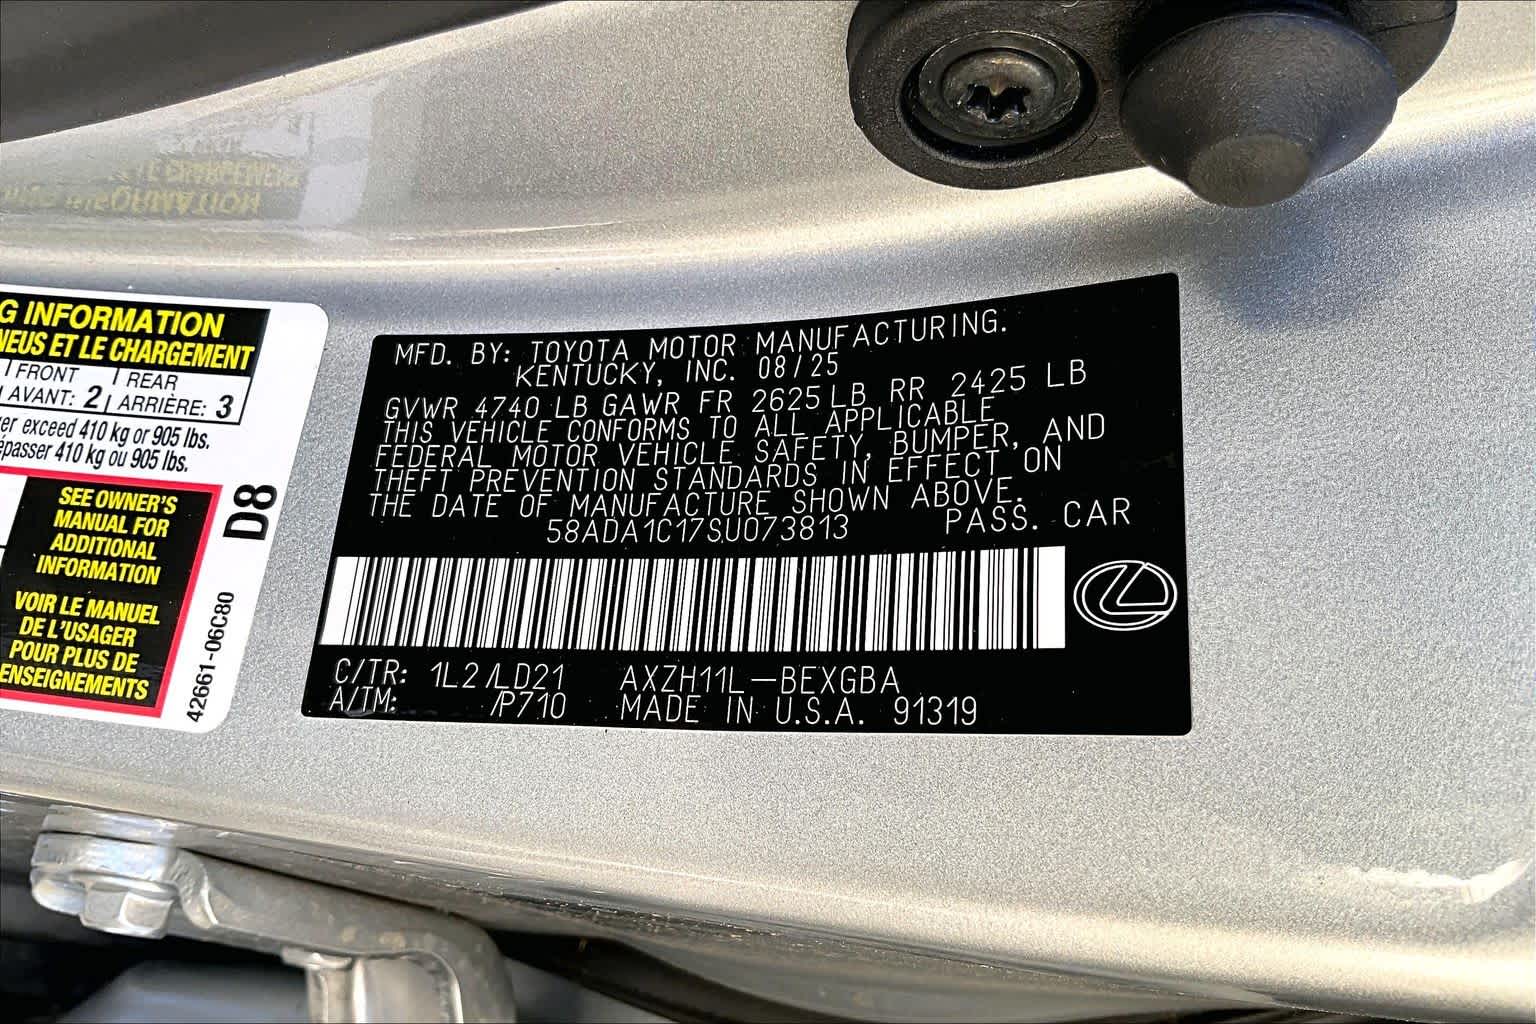 G INFORMATION
NEUS ET LE CHARGEMENT
FRONT REAR
AVANT: 2 ARRIÈRE: 3
er exceed 410 kg or 905 lbs.
épasser 410 kg ou 905 lbs.
SEE OWNER'S
MANUAL FOR
ADDITIONAL
INFORMATION
VOIR LE MANUEL
DE L'USAGER
POUR PLUS DE
ENSEIGNEMENTS
D8
42661-06C80
MFD. BY: TOYOTA MOTOR MANUFACTURING.
KENTUCKY, INC. 08/25
GVWR 4740 LB GAWR FR 2625 LB RR 2425 LB
THIS VEHICLE CONFORMS TO ALL APPLICABLE
FEDERAL MOTOR VEHICLE SAFETY, BUMPER, AND
THEFT PREVENTION STANDARDS IN EFFECT ON
THE DATE OF MANUFACTURE SHOWN ABOVE.
58ADA1C17SU073813 PASS. CAR
C/TR: 1L2/LD21 AXZH11L-BEXGBA
A/TM: /P710 MADE IN U.S.A. 91319